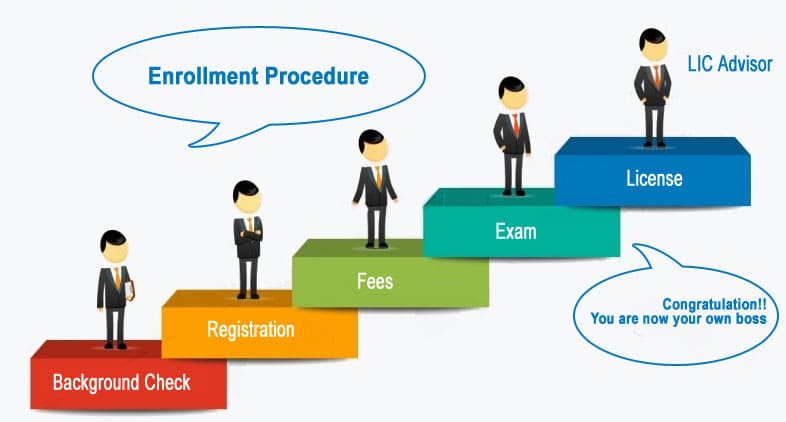 Enrollment Procedure
LIC Advisor
License
Exam
Fees
Registration
Background Check
Congratulation!!
You are now your own boss